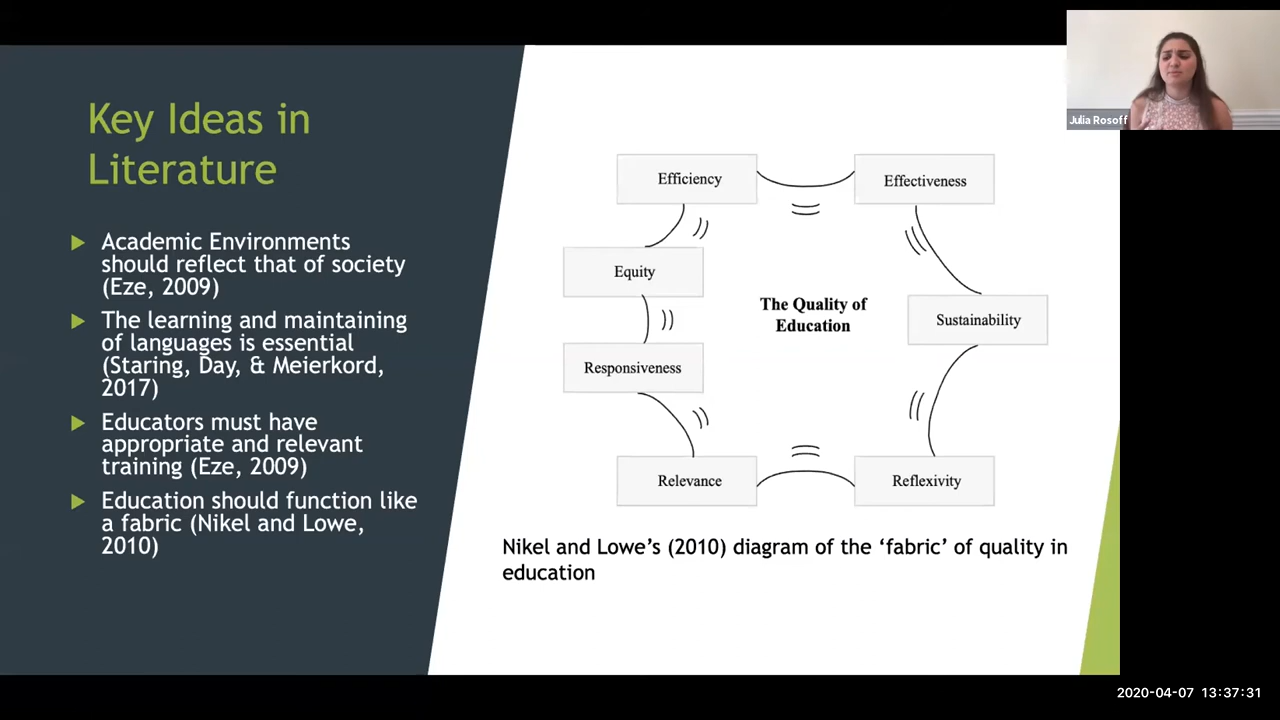 Key Ideas in
Literature
Academic Environments
should reflect that of society
(Eze, 2009)
The learning and maintaining
of languages is essential
(Staring, Day, & Meierkord,
2017)
Educators must have
appropriate and relevant
training (Eze, 2009)
Education should function like
a fabric (Nikel and Lowe,
2010)
Efficiency
Effectiveness
Equity
The Quality of
Education
Sustainability
Responsiveness
Relevance
Reflexivity
Nikel and Lowe’s (2010) diagram of the ‘fabric’ of quality in
education
Julia Rosoff
2020-04-07 13:37:31